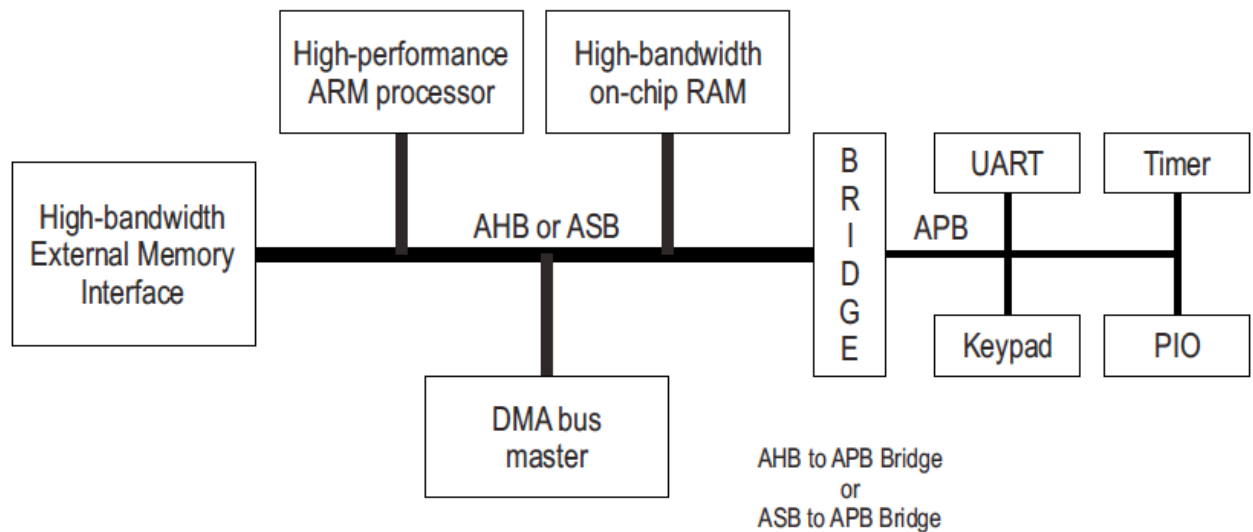 High-performance
ARM processor
High-bandwidth
on-chip RAM
High-bandwidth
External Memory
Interface
AHB or ASB
B
R
I
D
G
E
APB
UART
Timer
Keypad
PIO
DMA bus
master
AHB to APB Bridge
or
ASB to APB Bridge